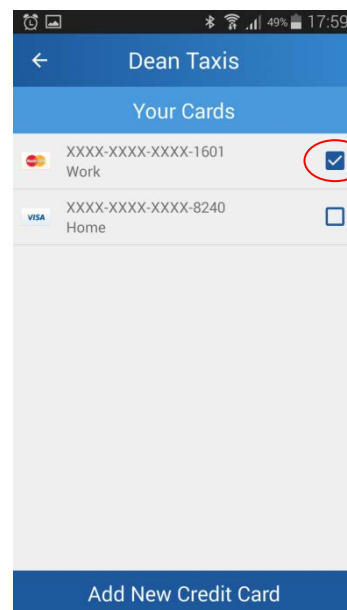 49% 17:59
Dean Taxis
Your Cards
XXXX-XXXX-XXXX-1601
Work
VISA
XXXX-XXXX-XXXX-8240
Home
Add New Credit Card